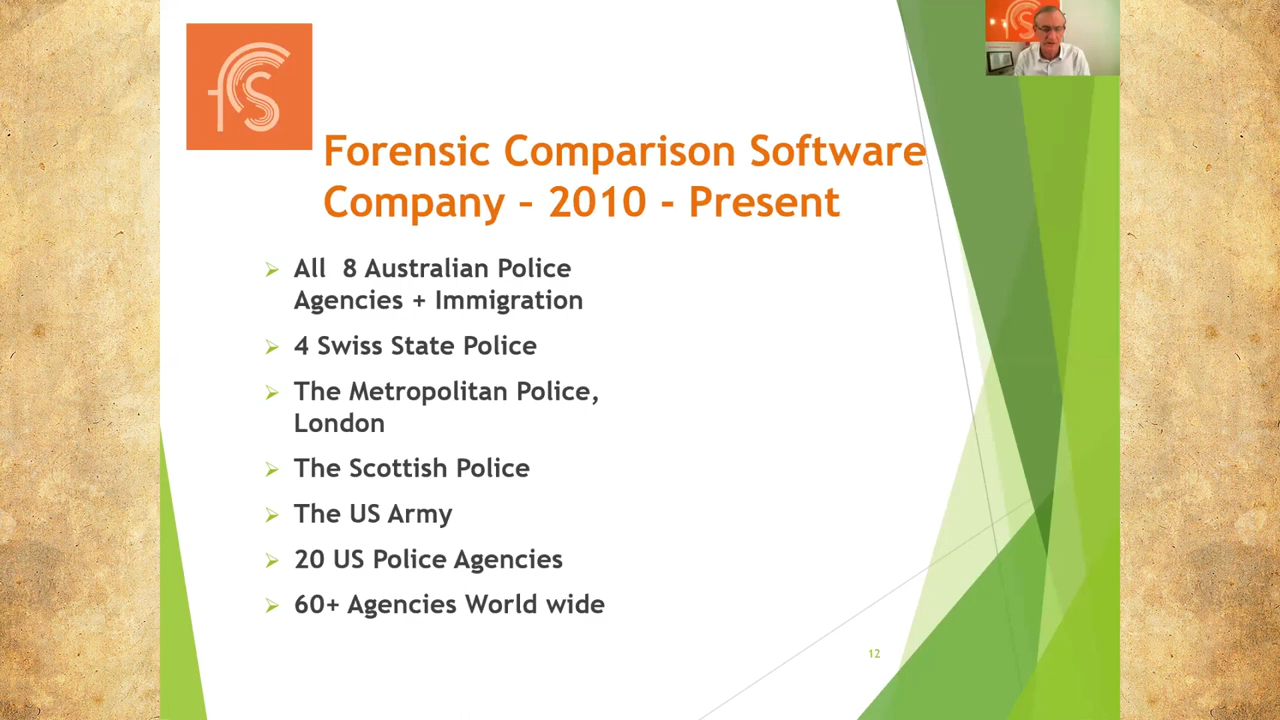 fcs
Forensic Comparison Software
Company – 2010 - Present
All 8 Australian Police
Agencies + Immigration
4 Swiss State Police
The Metropolitan Police,
London
The Scottish Police
The US Army
20 US Police Agencies
60+ Agencies World wide
12